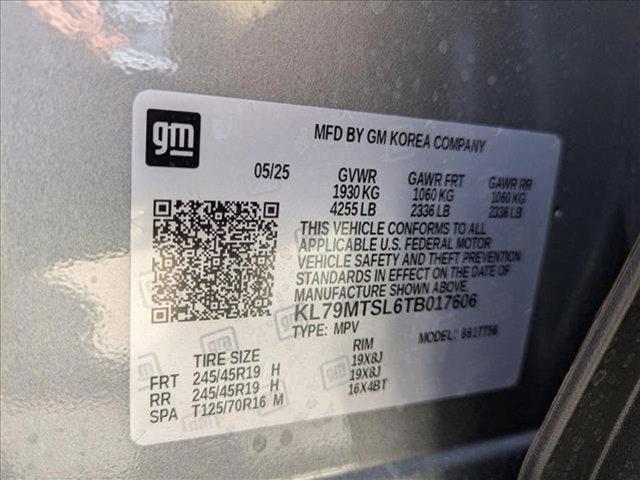 gm
MFD BY GM KOREA COMPANY
05/25 GVWR GAWR FRT GAWR RR
1930 KG 1060 KG 1060 KG
4255 LB 2336 LB 2336 LB
THIS VEHICLE CONFORMS TO ALL
APPLICABLE U.S. FEDERAL MOTOR
VEHICLE SAFETY AND THEFT PREVENTION
STANDARDS IN EFFECT ON THE DATE OF
MANUFACTURE SHOWN ABOVE.
KL79MTSL6TB017606
TYPE: MPV MODEL:
TIRE SIZE RIM
FRT 245/45R19 H 19X8J
RR 245/45R19 H 19X8J
SPA T125/70R16 M 16X4BT